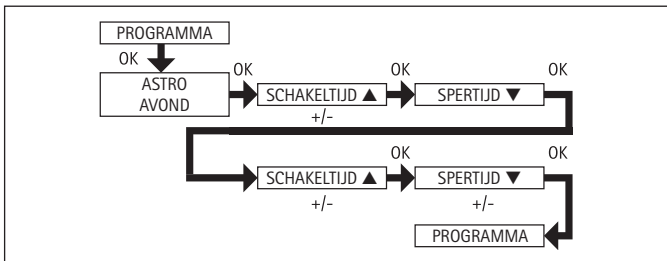 PROGRAMMA
OK
ASTRO
AVOND
OK
SCHAKELTIJD ▲
+/-
OK
SPERTIJD ▼
OK
SCHAKELTIJD ▲
+/-
OK
SPERTIJD ▼
+/-
OK
PROGRAMMA